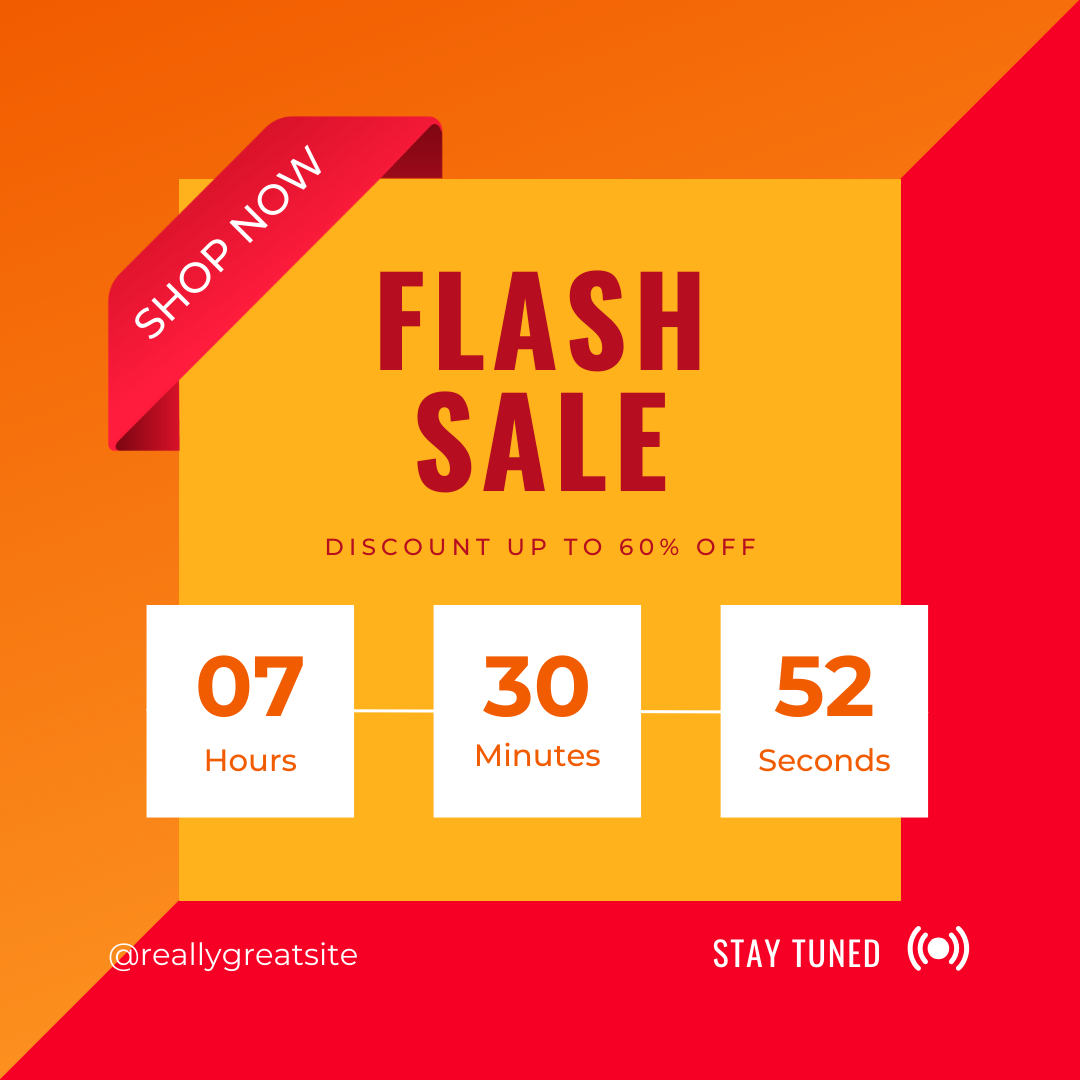 SHOP NOW
FLASH
SALE
DISCOUNT UP TO 60% OFF
07 30 52
Hours Minutes Seconds
@reallygreatsite STAY TUNED